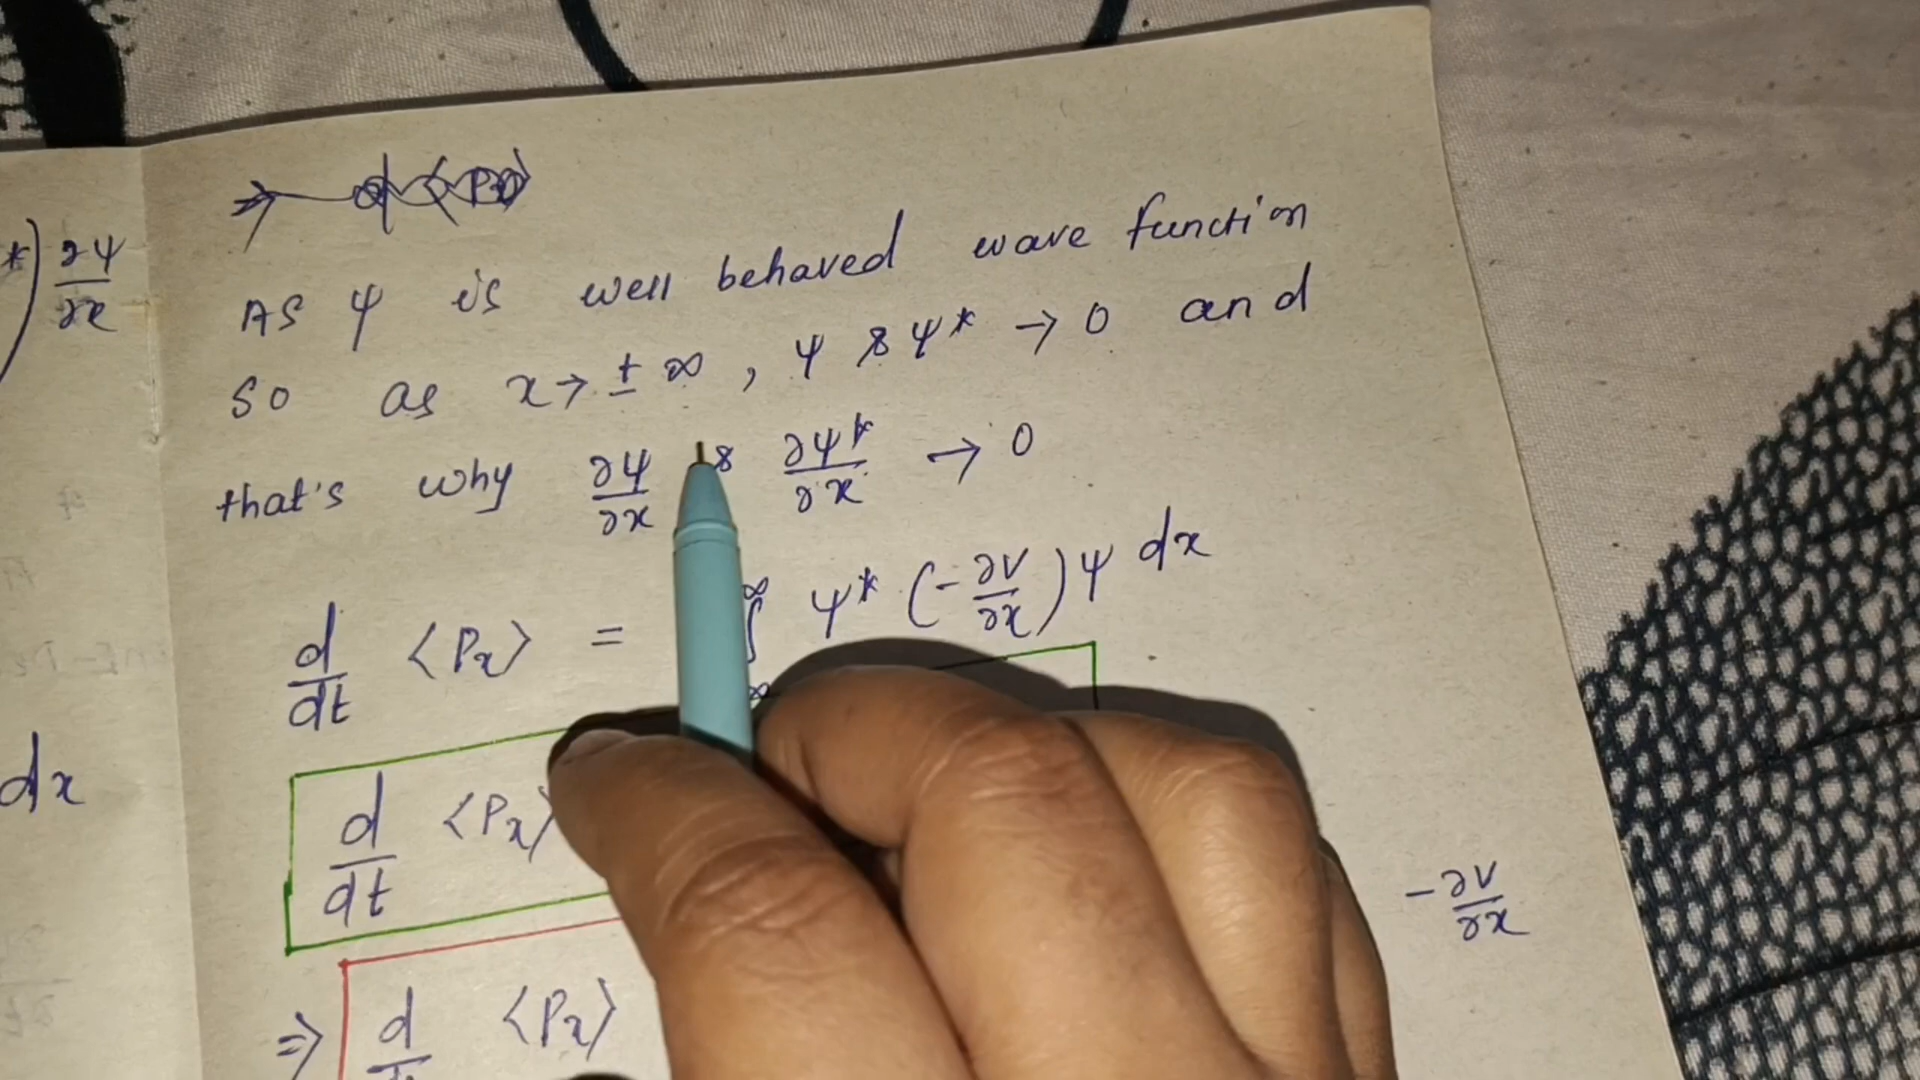 *) ∂ψ/∂x
dx
As ψ is well behaved wave function
so as x → ± ∞, ψ & ψ* → 0 and
that's why ∂ψ/∂x & ∂ψ*/∂x → 0
d/dt ⟨Px⟩ = ∫ ψ* (-∂V/∂x) ψ dx
d/dt ⟨Px⟩
-∂V/∂x
⇒ d ⟨Px⟩